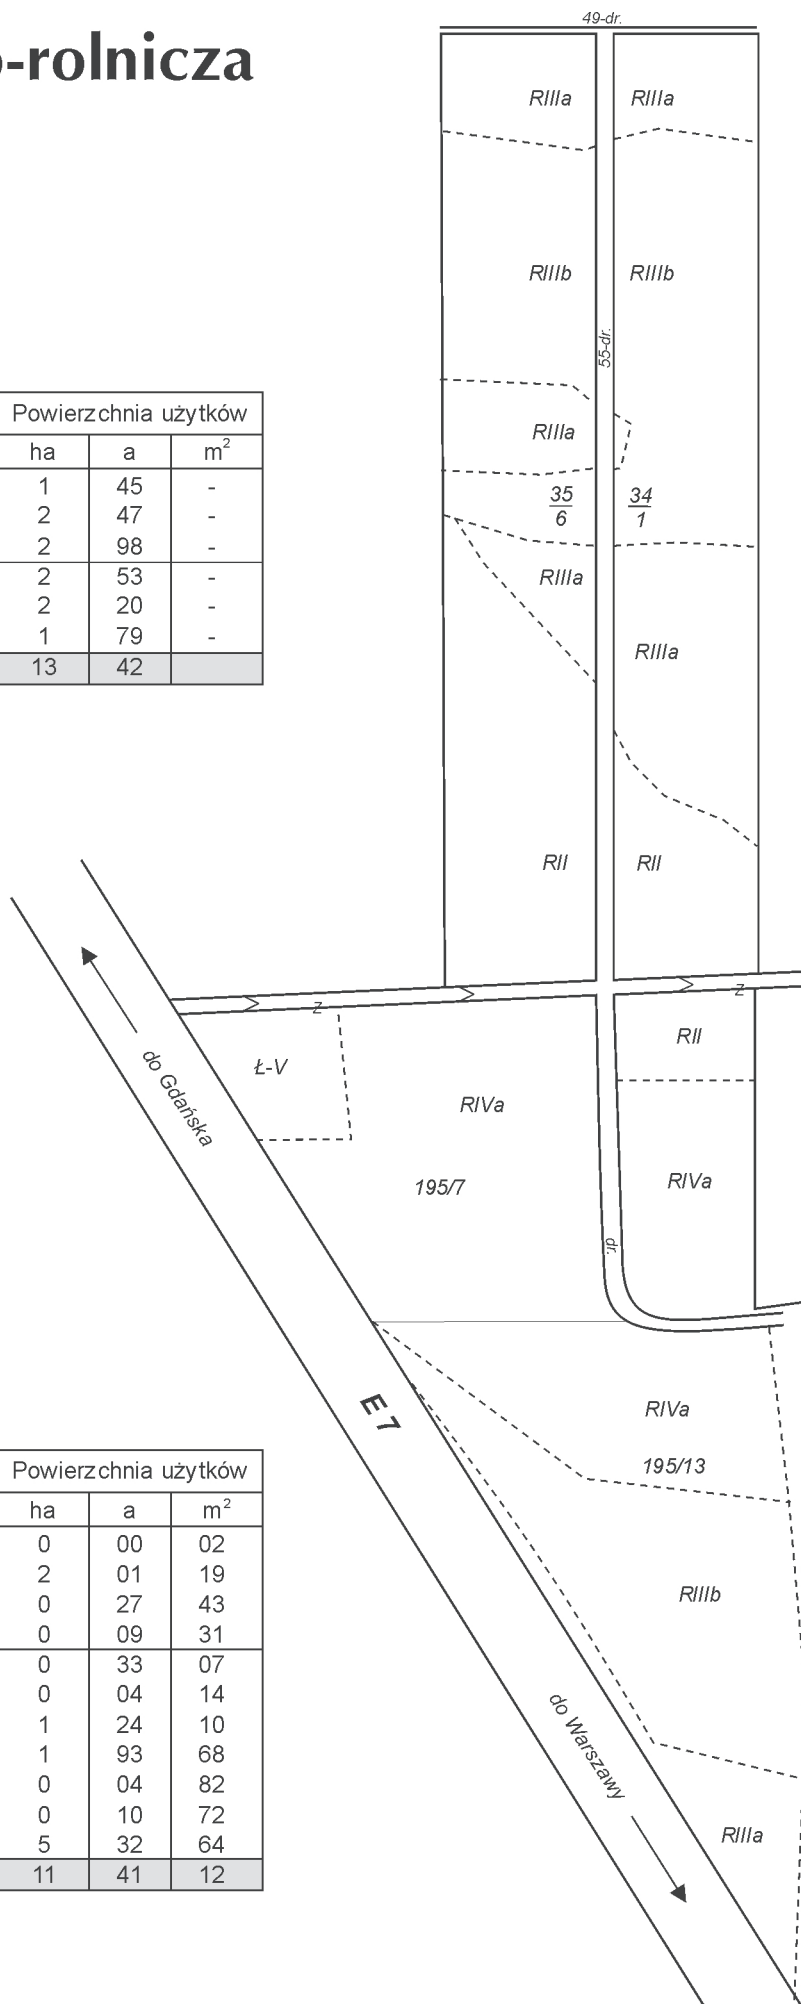 49-dr.
o-rolnicza
RIIIa RIIIa
RIIIb RIIIb
55-dr.
Powierzchnia użytków
ha a m²
1 45 -
2 47 -
2 98 -
2 53 -
2 20 -
1 79 -
13 42
RIIIa
35/6 34/1
RIIIa
RIIIa
RII RII
Z Z
do Gdańska
Ł-V
RII
RIVa
RIVa
195/7
dr.
E 7
RIVa
195/13
Powierzchnia użytków
ha a m²
0 00 02
2 01 19
0 27 43
0 09 31
0 33 07
0 04 14
1 24 10
1 93 68
0 04 82
0 10 72
5 32 64
11 41 12
RIIIb
do Warszawy
RIIIa